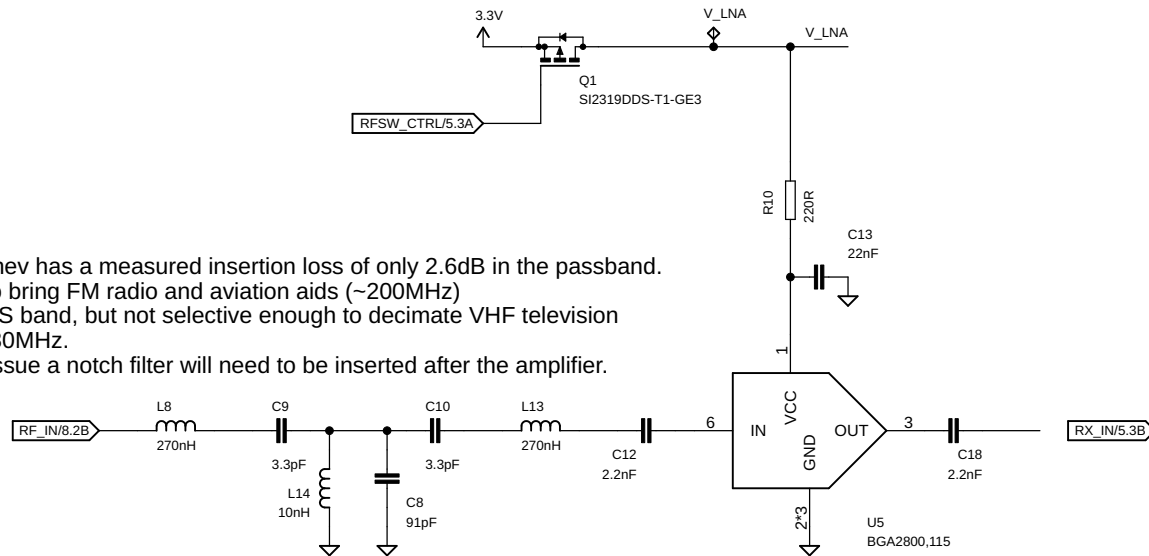 3.3V
V_LNA
V_LNA
Q1
SI2319DDS-T1-GE3
RFSW_CTRL/5.3A
R10
220R
C13
22nF
nev has a measured insertion loss of only 2.6dB in the passband.
bring FM radio and aviation aids (~200MHz)
S band, but not selective enough to decimate VHF television
80MHz.
ssue a notch filter will need to be inserted after the amplifier.
RF_IN/8.2B
L8
270nH
C9
3.3pF
L14
10nH
C8
91pF
C10
3.3pF
L13
270nH
C12
2.2nF
6
1
IN
VCC
GND
OUT
3
2*3
C18
2.2nF
RX_IN/5.3B
U5
BGA2800,115